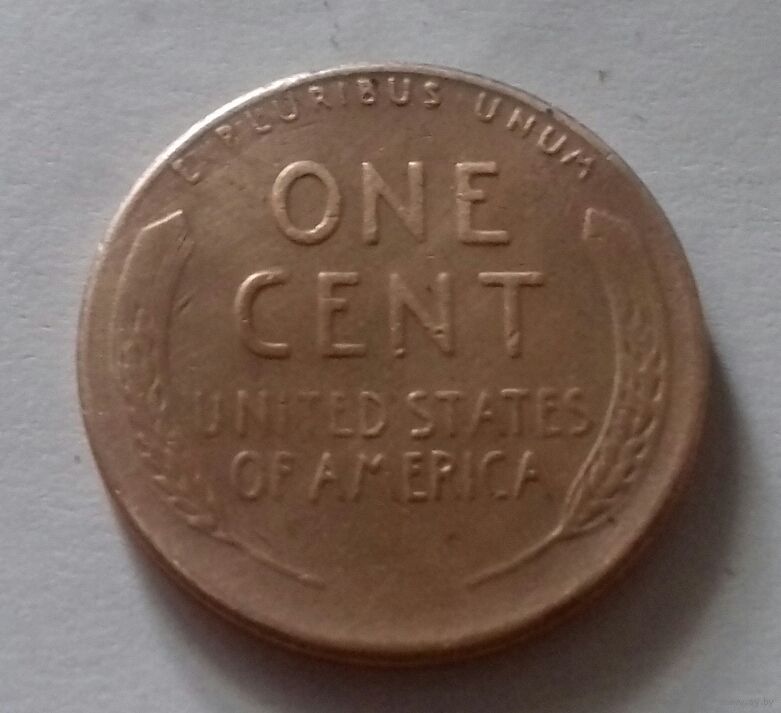 E PLURIBUS UNUM
ONE
CENT
UNITED STATES
OF AMERICA